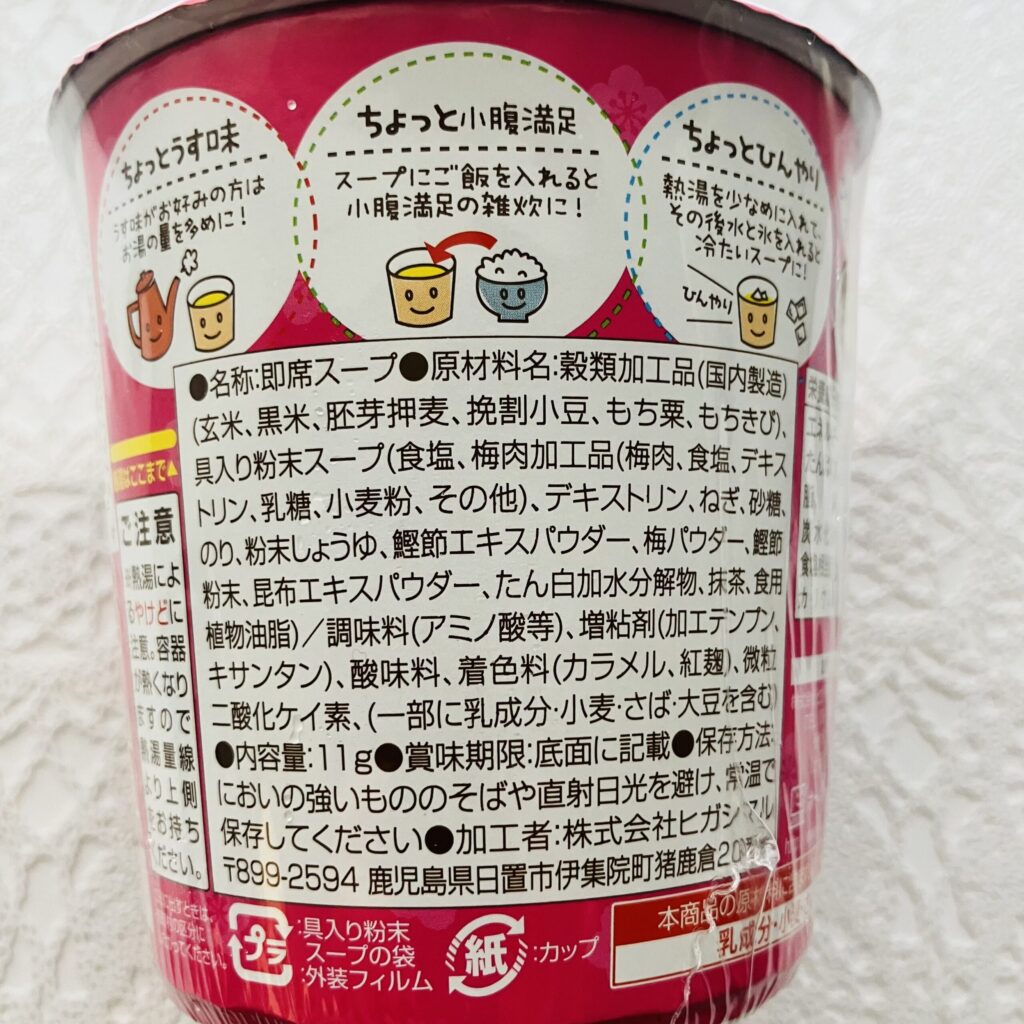 ちょっとうす味
うす味がお好みの方は
お湯の量を多めに!
ちょっと小腹満足
スープにご飯を入れると
小腹満足の雑炊に!
ちょっとひんやり
熱湯を少なめに入れて、
その後水と氷を入れると
冷たいスープに!
ひんやり
●名称:即席スープ●原材料名:穀類加工品(国内製造)
(玄米、黒米、胚芽押麦、挽割小豆、もち粟、もちきび)、
具入り粉末スープ(食塩、梅肉加工品(梅肉、食塩、デキス
トリン、乳糖、小麦粉、その他)、デキストリン、ねぎ、砂糖、
のり、粉末しょうゆ、鰹節エキスパウダー、梅パウダー、鰹節
粉末、昆布エキスパウダー、たん白加水分解物、抹茶、食用
植物油脂)/調味料(アミノ酸等)、増粘剤(加工デンプン、
キサンタン)、酸味料、着色料(カラメル、紅麹)、微粒
二酸化ケイ素、(一部に乳成分・小麦・さば・大豆を含む)
●内容量:11g●賞味期限:底面に記載●保存方法:
においの強いもののそばや直射日光を避け、常温で
保存してください●加工者:株式会社ヒガシマル
〒899-2594 鹿児島県日置市伊集院町猪鹿倉20
はここまで▲
ご注意
熱湯によ
るやけどに
注意。容器
が熱くなり
ますので
熱湯量線
より上側
をお持ち
ください。
プラ
:具入り粉末
スープの袋
:外装フィルム
紙
:カップ
本商品の原材料に
乳成分・小